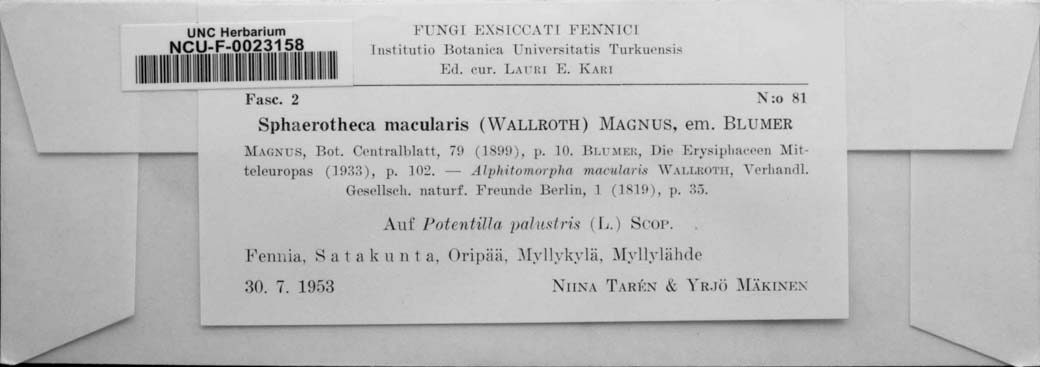 UNC Herbarium
NCU-F-0023158
FUNGI EXSICCATI FENNICI
Institutio Botanica Universitatis Turkuensis
Ed. cur. LAURI E. KARI
Fasc. 2 N:o 81
Sphaerotheca macularis (WALLROTH) MAGNUS, em. BLUMER
MAGNUS, Bot. Centralblatt, 79 (1899), p. 10. BLUMER, Die Erysiphaceen Mit-
teleuropas (1933), p. 102. — Alphitomorpha macularis WALLROTH, Verhandl.
Gesellsch. naturf. Freunde Berlin, 1 (1819), p. 35.
Auf Potentilla palustris (L.) SCOP.
Fennia, Satakunta, Oripää, Myllykylä, Myllylähde
30. 7. 1953 NIINA TARÉN & YRJÖ MÄKINEN